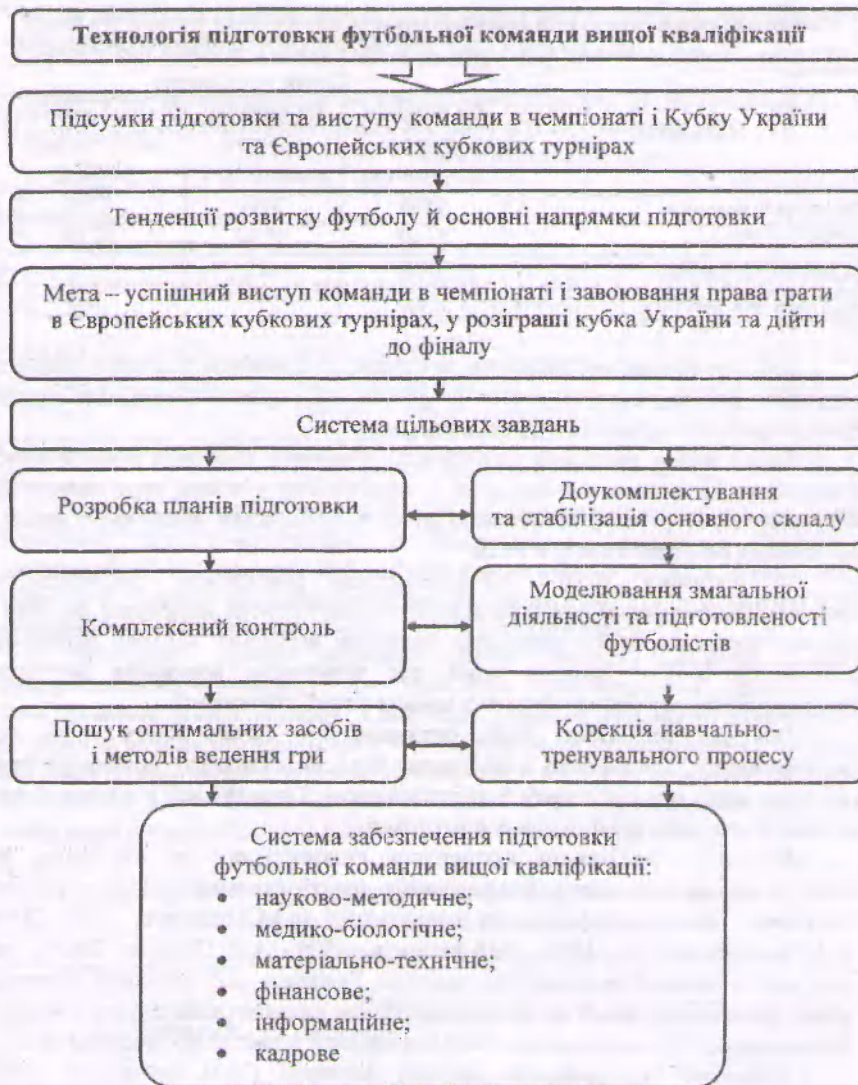 Технологія підготовки футбольної команди вищої кваліфікації
Підсумки підготовки та виступу команди в чемпіонаті і Кубку України
та Європейських кубкових турнірах
Тенденції розвитку футболу й основні напрямки підготовки
Мета – успішний виступ команди в чемпіонаті і завоювання права грати
в Європейських кубкових турнірах, у розіграші кубка України та дійти
до фіналу
Система цільових завдань
Розробка планів підготовки
Доукомплектування
та стабілізація основного складу
Комплексний контроль
Моделювання змагальної
діяльності та підготовленості
футболістів
Пошук оптимальних засобів
і методів ведення гри
Корекція навчально-
тренувального процесу
Система забезпечення підготовки
футбольної команди вищої кваліфікації:
• науково-методичне;
• медико-біологічне;
• матеріально-технічне;
• фінансове;
• інформаційне;
• кадрове